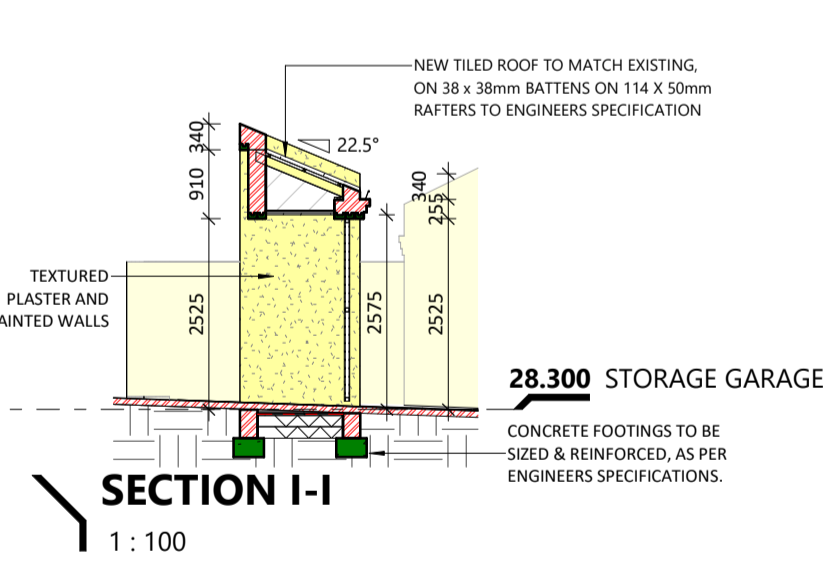 NEW TILED ROOF TO MATCH EXISTING,
ON 38 x 38mm BATTENS ON 114 X 50mm
RAFTERS TO ENGINEERS SPECIFICATION
22.5°
340
910
2525
340
255
2575
2525
TEXTURED
PLASTER AND
AINTED WALLS
28.300 STORAGE GARAGE
CONCRETE FOOTINGS TO BE
SIZED & REINFORCED, AS PER
ENGINEERS SPECIFICATIONS.
SECTION I-I
1 : 100